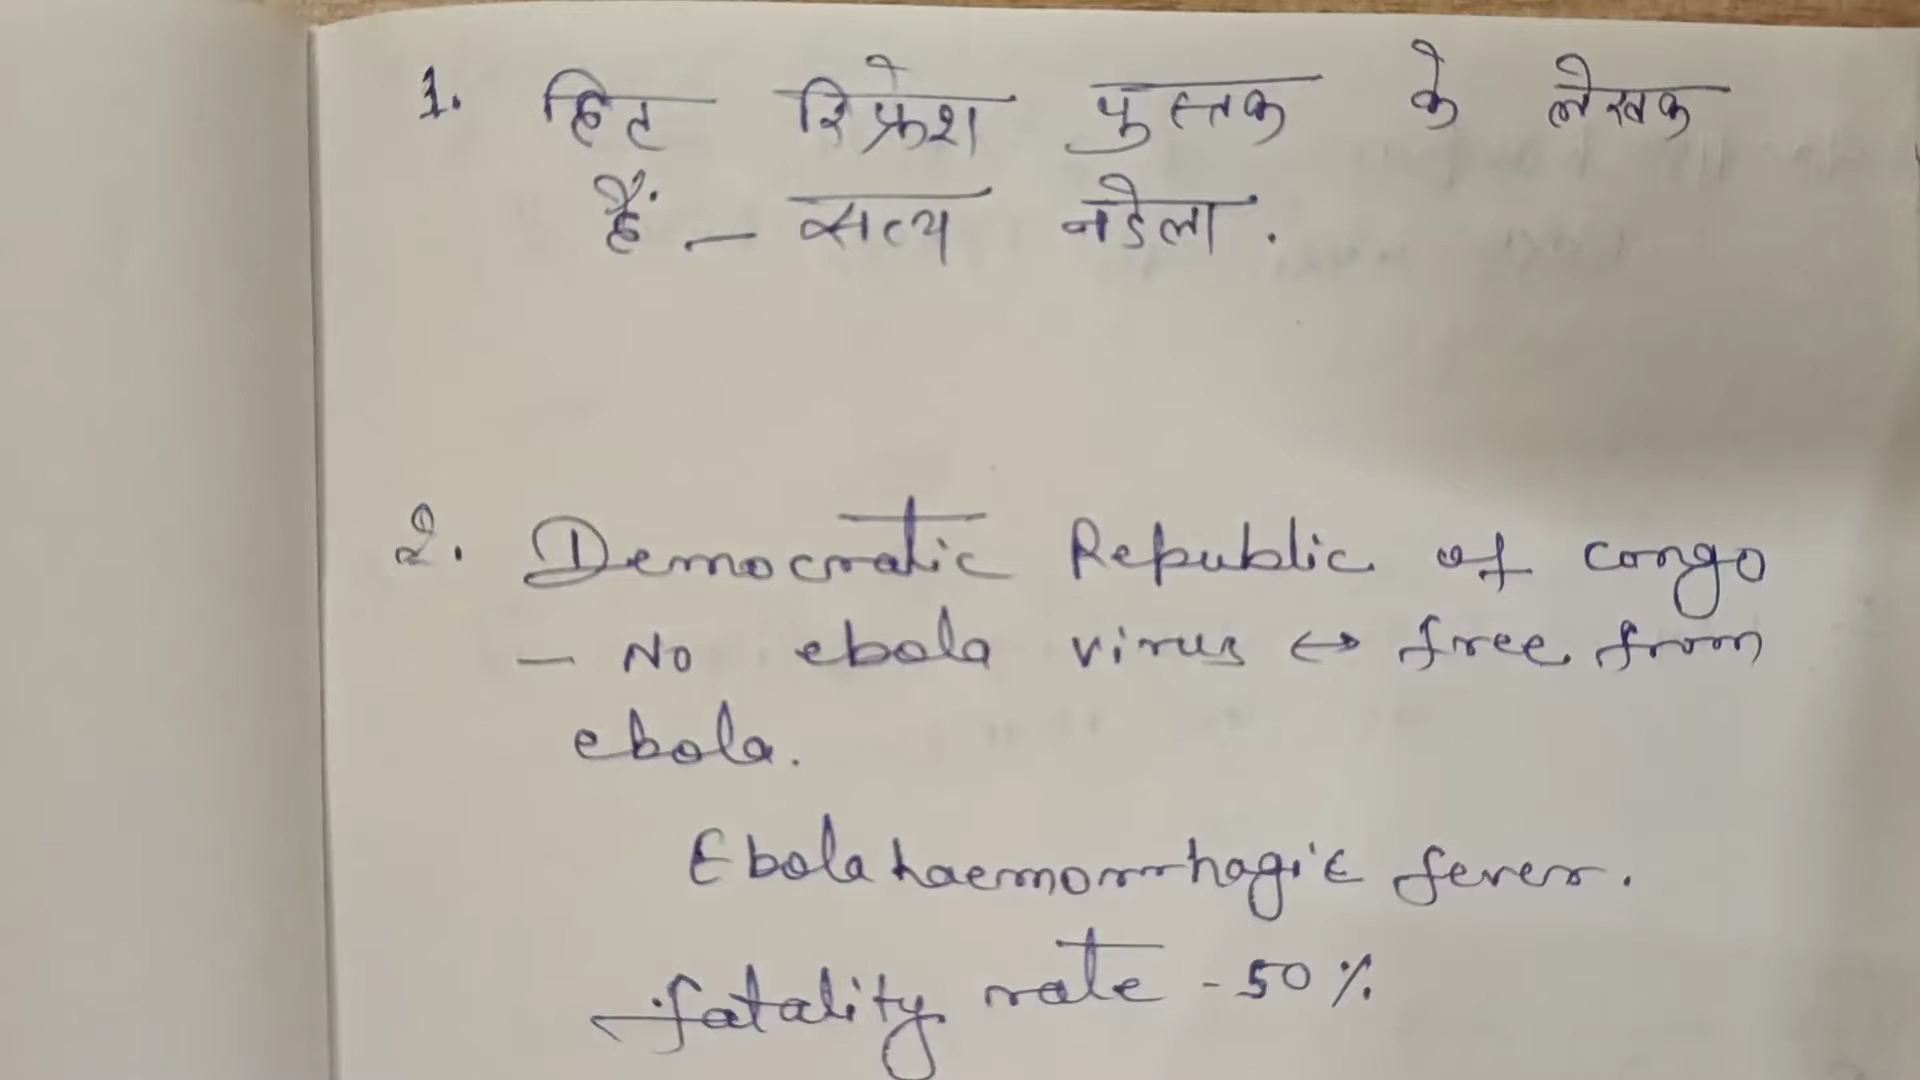 1. हिट रिफ्रेश पुस्तक के लेखक
हैं - सत्य नडेला.
2. Democratic Republic of congo
- No ebola virus ↔ free from
ebola.
Ebola haemorrhagic fever.
fatality rate - 50%